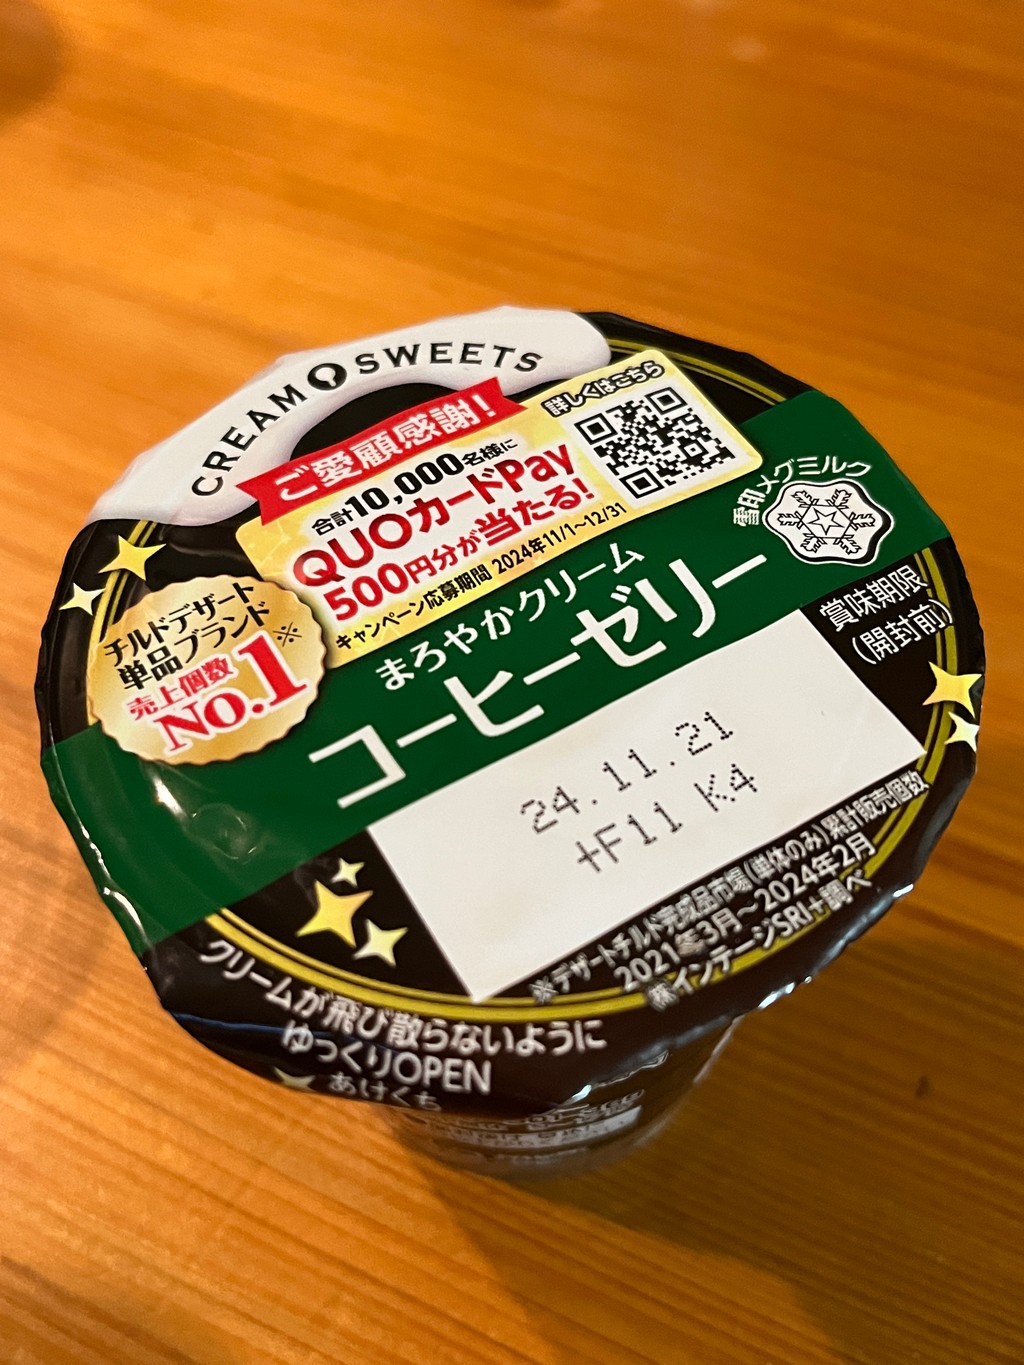 CREAM SWEETS
ご愛顧感謝!
合計10,000名様に
QUOカードPay
500円分が当たる!
キャンペーン応募期間 2024年11/1~12/31
詳しくはこちら
雪印メグミルク
チルドデザート
単品ブランド
売上個数※
NO.1
まろやかクリーム
コーヒーゼリー
賞味期限
(開封前)
24.11.21
+F11 K4
※デザートチルド完成品市場(単体のみ)累計販売個数
2021年3月~2024年2月
㈱インテージSRI+調べ
クリームが飛び散らないように
ゆっくりOPEN
あけくち